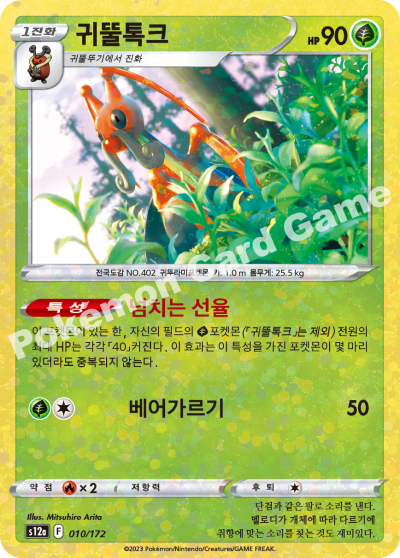 1진화
귀뚤톡크
HP 90
귀뚤뚜기에서 진화
전국도감 NO.402 귀뚜라미포켓몬 키: 1.0 m 몸무게: 25.5 kg
특성 넘치는 선율
이 포켓몬이 있는 한, 자신의 필드의 포켓몬(「귀뚤톡크」는 제외) 전원의
최대 HP는 각각 「40」커진다. 이 효과는 이 특성을 가진 포켓몬이 몇 마리
있더라도 중복되지 않는다.
베어가르기 50
약점 ×2 저항력 후퇴
Illus. Mitsuhiro Arita
s12a F 010/172
단점과 같은 팔로 소리를 낸다.
멜로디가 개체에 따라 다르기에
취향에 맞는 소리를 찾는 것도 재미있다.
©2023 Pokémon/Nintendo/Creatures/GAME FREAK.
Pokémon Card Game